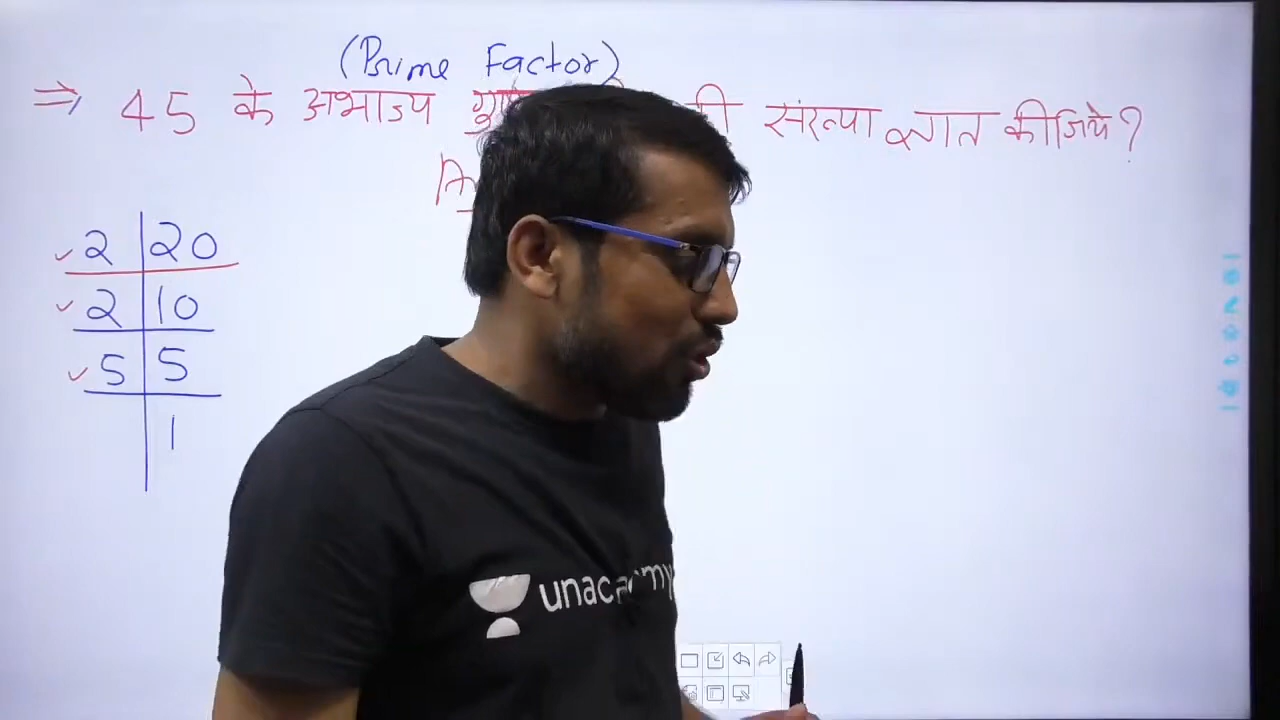 (Prime Factor)
⇒ 45 के अभाज्य की संख्या ज्ञात कीजिये ?
2 | 20
2 | 10
5 | 5
1
unacademy